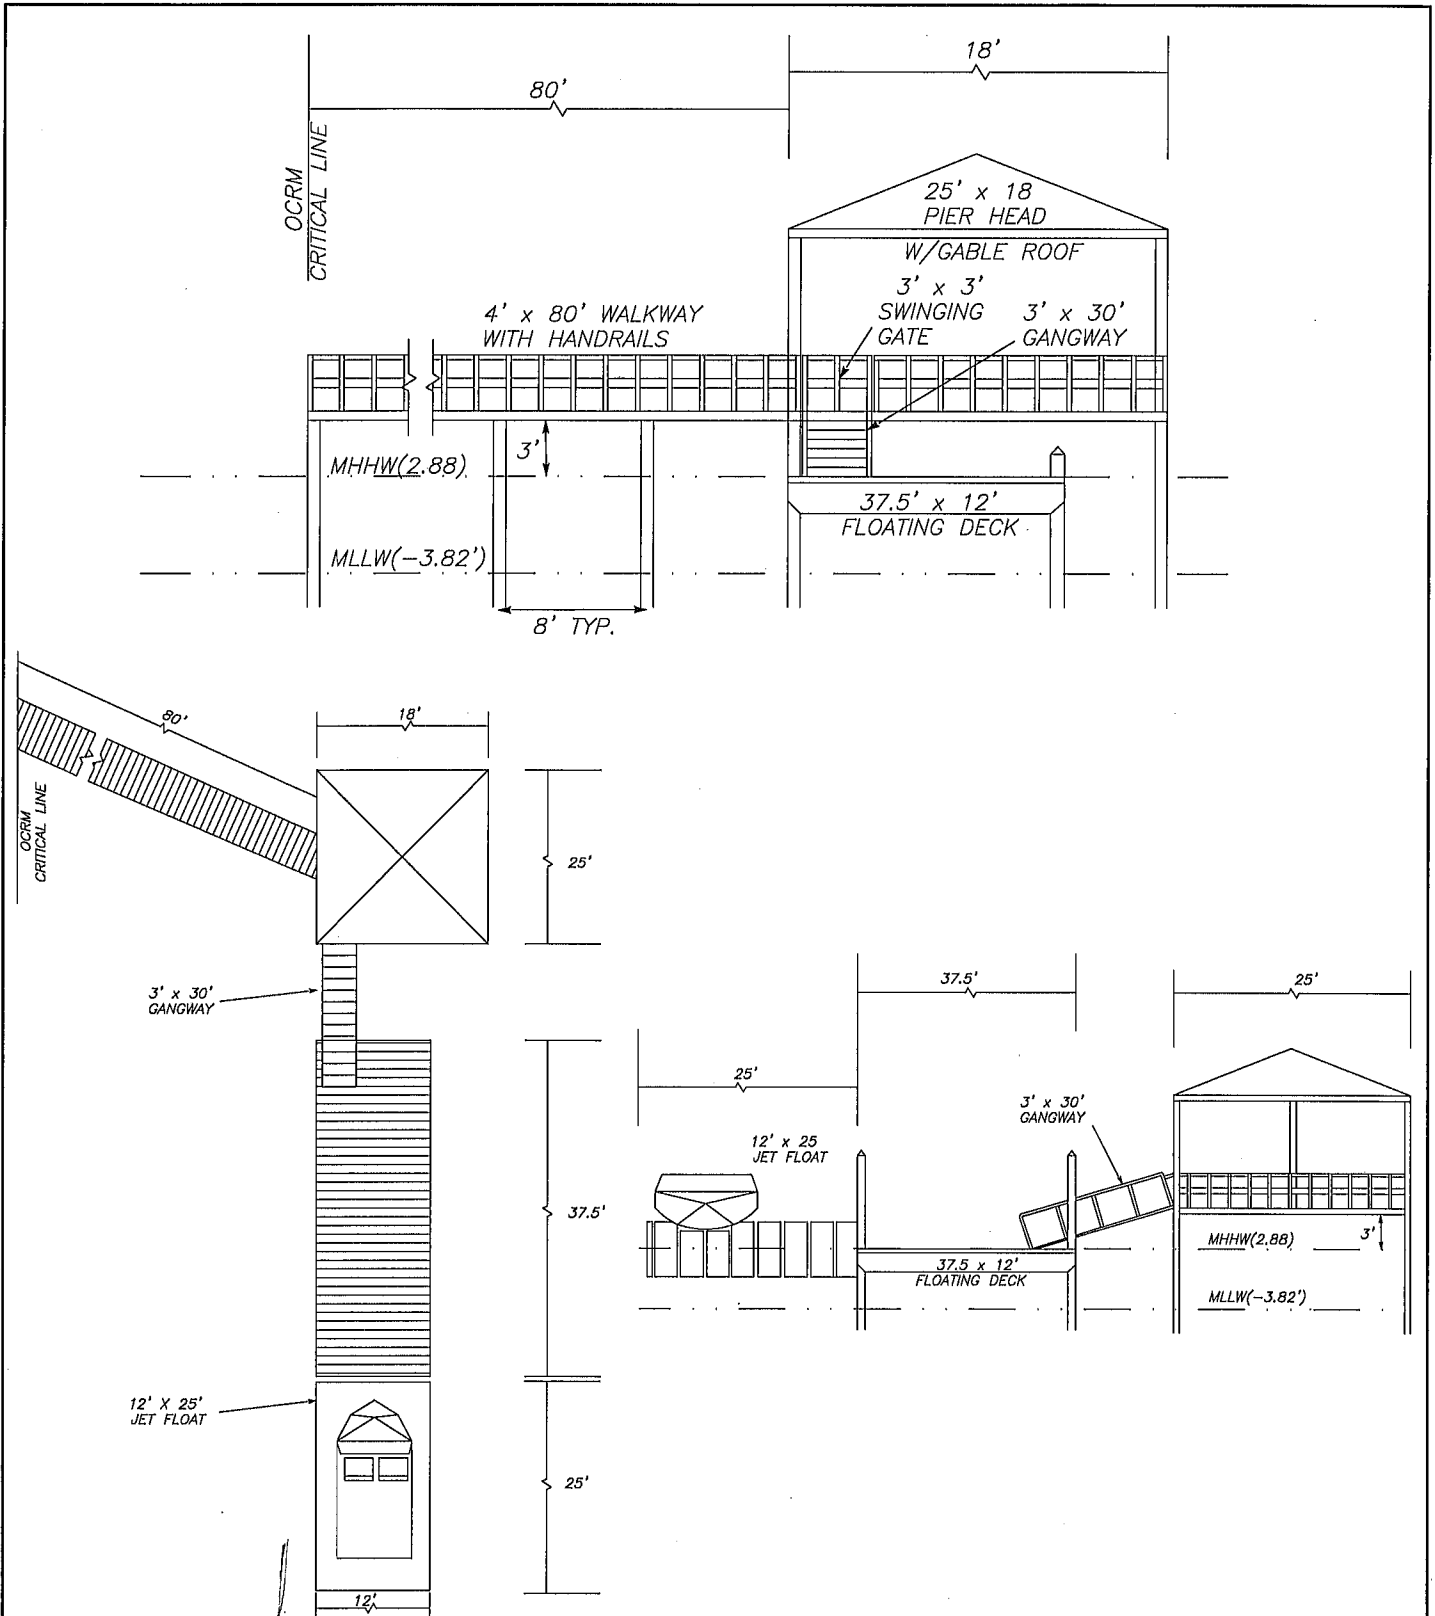 18'
80'
OCRM
CRITICAL LINE
25' x 18
PIER HEAD
W/GABLE ROOF
3' x 3'
SWINGING
GATE
3' x 30'
GANGWAY
4' x 80' WALKWAY
WITH HANDRAILS
3'
MHHW(2.88)
37.5' x 12'
FLOATING DECK
MLLW(-3.82')
8' TYP.
80'
18'
OCRM
CRITICAL LINE
25'
3' x 30'
GANGWAY
37.5'
12' X 25'
JET FLOAT
25'
12'
37.5'
25'
25'
3' x 30'
GANGWAY
12' x 25
JET FLOAT
MHHW(2.88)
3'
37.5 x 12'
FLOATING DECK
MLLW(-3.82')